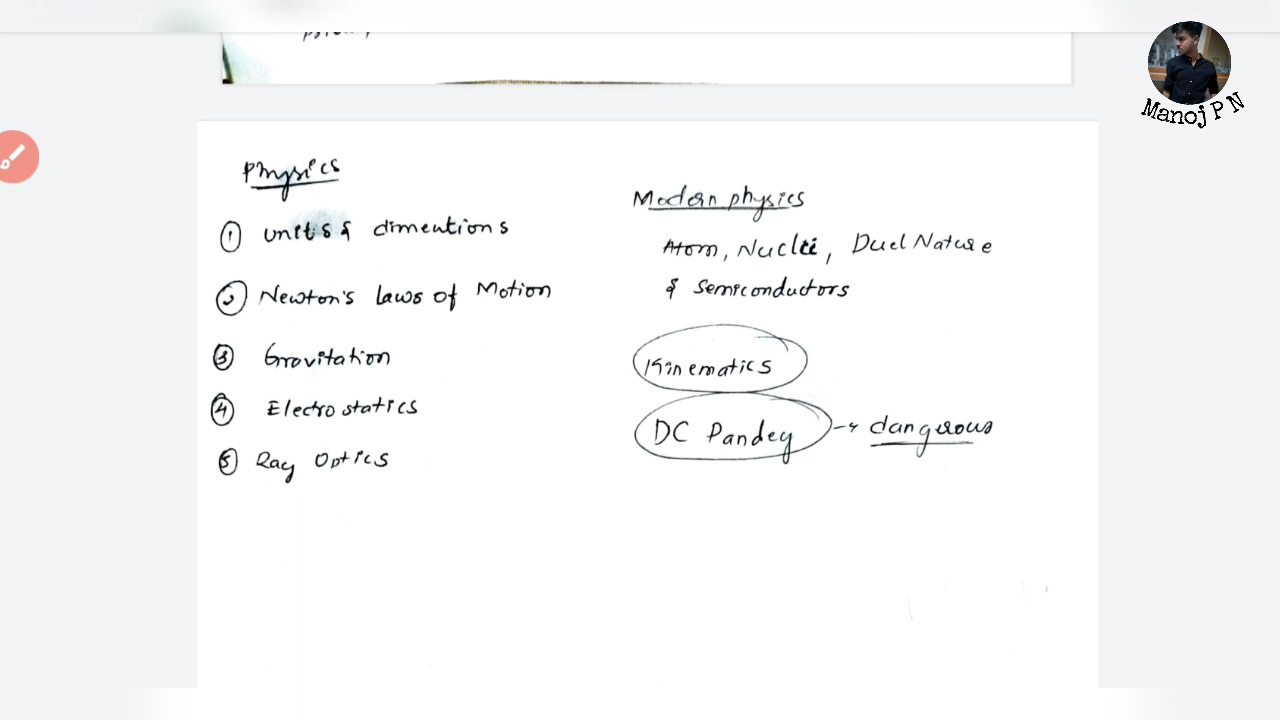 Physics
① units & dimentions
② Newton's Laws of Motion
③ Gravitation
④ Electrostatics
⑤ Ray Optics
Modern physics
Atom, Nuclei, Duel Nature
& Semiconductors
Kinematics
DC Pandey → dangerous
Manoj P N